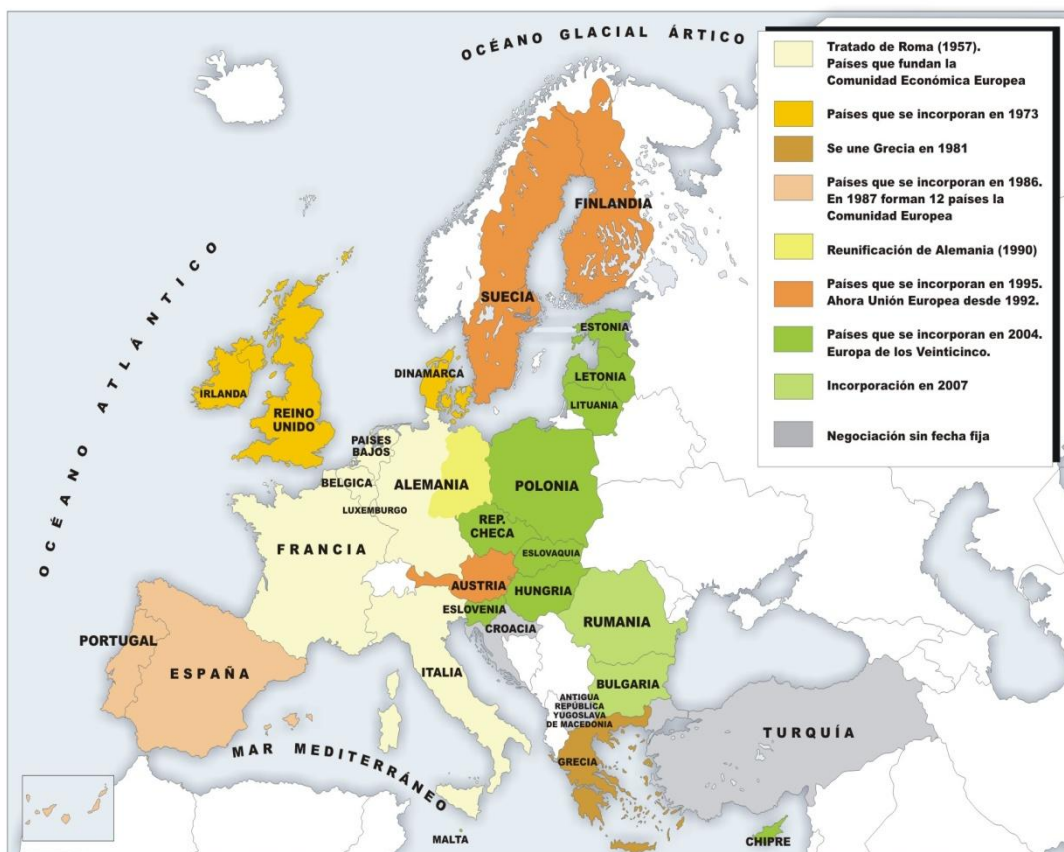 OCÉANO GLACIAL ÁRTICO
OCÉANO ATLÁNTICO
MAR MEDITERRÁNEO
Tratado de Roma (1957).
Países que fundan la
Comunidad Económica Europea
Países que se incorporan en 1973
Se une Grecia en 1981
Países que se incorporan en 1986.
En 1987 forman 12 países la
Comunidad Europea
Reunificación de Alemania (1990)
Países que se incorporan en 1995.
Ahora Unión Europea desde 1992.
Países que se incorporan en 2004.
Europa de los Veinticinco.
Incorporación en 2007
Negociación sin fecha fija
FINLANDIA
SUECIA
ESTONIA
LETONIA
LITUANIA
DINAMARCA
IRLANDA
REINO
UNIDO
PAISES
BAJOS
BELGICA
LUXEMBURGO
ALEMANIA
POLONIA
REP.
CHECA
ESLOVAQUIA
FRANCIA
AUSTRIA
HUNGRIA
ESLOVENIA
CROACIA
RUMANIA
PORTUGAL
ESPAÑA
ITALIA
BULGARIA
ANTIGUA
REPÚBLICA
YUGOSLAVA
DE MACEDONIA
TURQUÍA
GRECIA
MALTA
CHIPRE